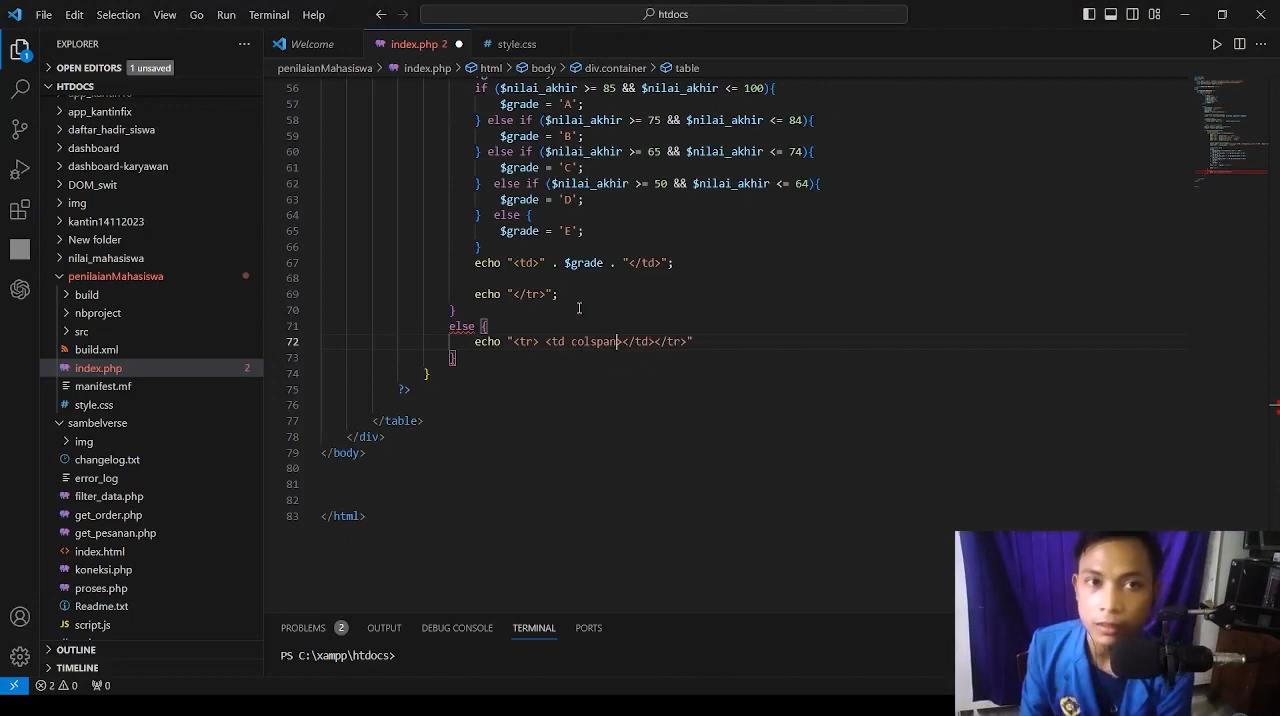 File Edit Selection View Go Run Terminal Help
htdocs
EXPLORER
Welcome
index.php 2
style.css
OPEN EDITORS 1 unsaved
penilaianMahasiswa > index.php > html > body > div.container > table
HTDOCS
app_kantinfix
daftar_hadir_siswa
dashboard
dashboard-karyawan
DOM_swit
img
kantin14112023
New folder
nilai_mahasiswa
penilaianMahasiswa
build
nbproject
src
build.xml
index.php 2
manifest.mf
style.css
sambelverse
img
changelog.txt
error_log
filter_data.php
get_order.php
get_pesanan.php
index.html
koneksi.php
proses.php
Readme.txt
script.js
OUTLINE
TIMELINE
56 if ($nilai_akhir >= 85 && $nilai_akhir <= 100){
57 $grade = 'A';
58 } else if ($nilai_akhir >= 75 && $nilai_akhir <= 84){
59 $grade = 'B';
60 } else if ($nilai_akhir >= 65 && $nilai_akhir <= 74){
61 $grade = 'C';
62 } else if ($nilai_akhir >= 50 && $nilai_akhir <= 64){
63 $grade = 'D';
64 } else {
65 $grade = 'E';
66 }
67 echo "<td>" . $grade . "</td>";
68
69 echo "</tr>";
70 }
71 else {
72 echo "<tr> <td colspan></td></tr>"
73 }
74 }
75 ?>
76
77 </table>
78 </div>
79 </body>
80
81
82
83 </html>
PROBLEMS 2 OUTPUT DEBUG CONSOLE TERMINAL PORTS
PS C:\xampp\htdocs>
2 0 0